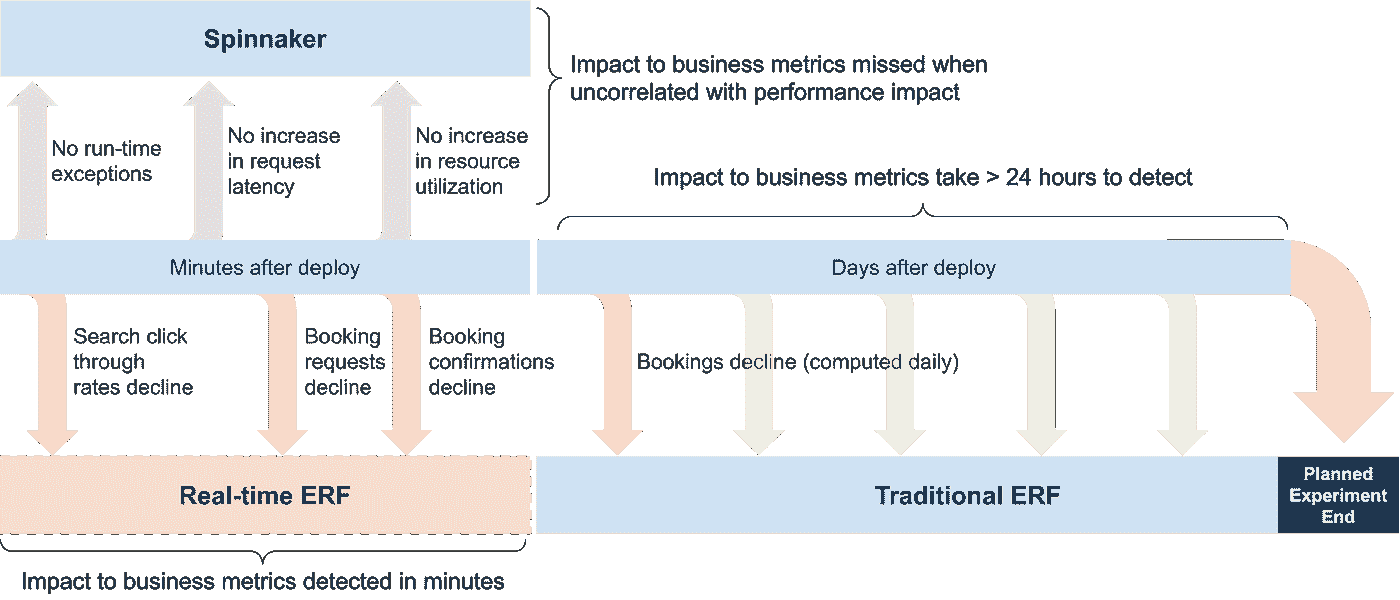 Spinnaker
Impact to business metrics missed when
uncorrelated with performance impact
No run-time
exceptions
No increase
in request
latency
No increase
in resource
utilization
Impact to business metrics take > 24 hours to detect
Minutes after deploy
Days after deploy
Search click
through
rates decline
Booking
requests
decline
Booking
confirmations
decline
Bookings decline (computed daily)
Real-time ERF
Traditional ERF
Planned
Experiment
End
Impact to business metrics detected in minutes